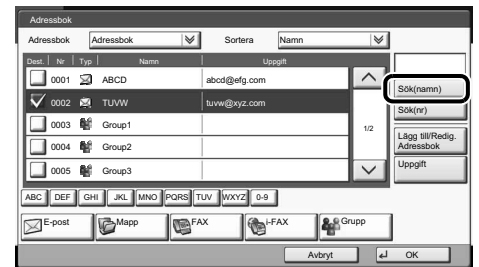 Adressbok
Adressbok Adressbok Sortera Namn
Dest. Nr Typ Namn Uppgift
0001 ABCD abcd@efg.com
0002 TUVW tuvw@xyz.com
0003 Group1
0004 Group2
0005 Group3
1/2
Sök(namn)
Sök(nr)
Lägg till/Redig.
Adressbok
Uppgift
ABC DEF GHI JKL MNO PQRS TUV WXYZ 0-9
E-post Mapp FAX i-FAX Grupp
Avbryt OK